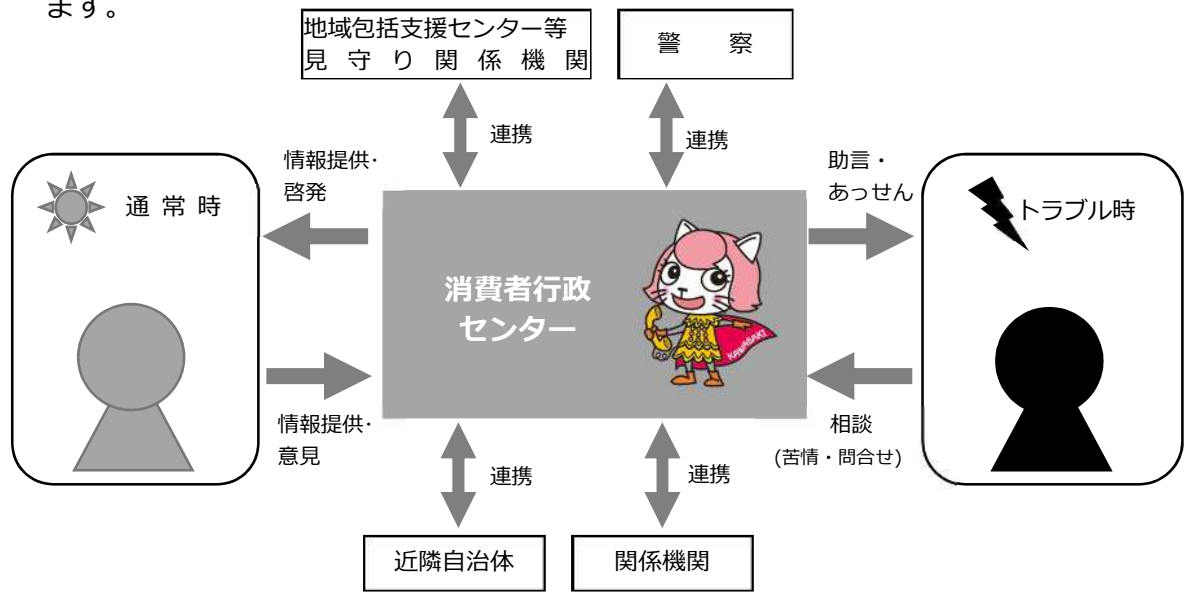 ます。
地域包括支援センター等
見守り関係機関
警察
連携
連携
情報提供・
啓発
助言・
あっせん
通常時
トラブル時
消費者行政
センター
KAWASAKI
情報提供・
意見
相談
(苦情・問合せ)
連携
連携
近隣自治体
関係機関